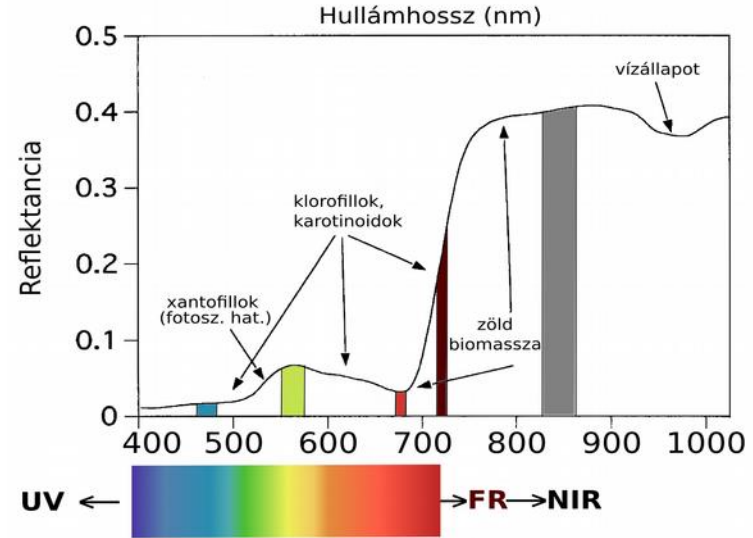 Hullámhossz (nm)
0.5
0.4
0.3
0.2
0.1
0
Reflektancia
vízállapot
klorofillok,
karotinoidok
xantofillok
(fotosz. hat.)
zöld
biomassza
400 500 600 700 800 900 1000
UV FR NIR